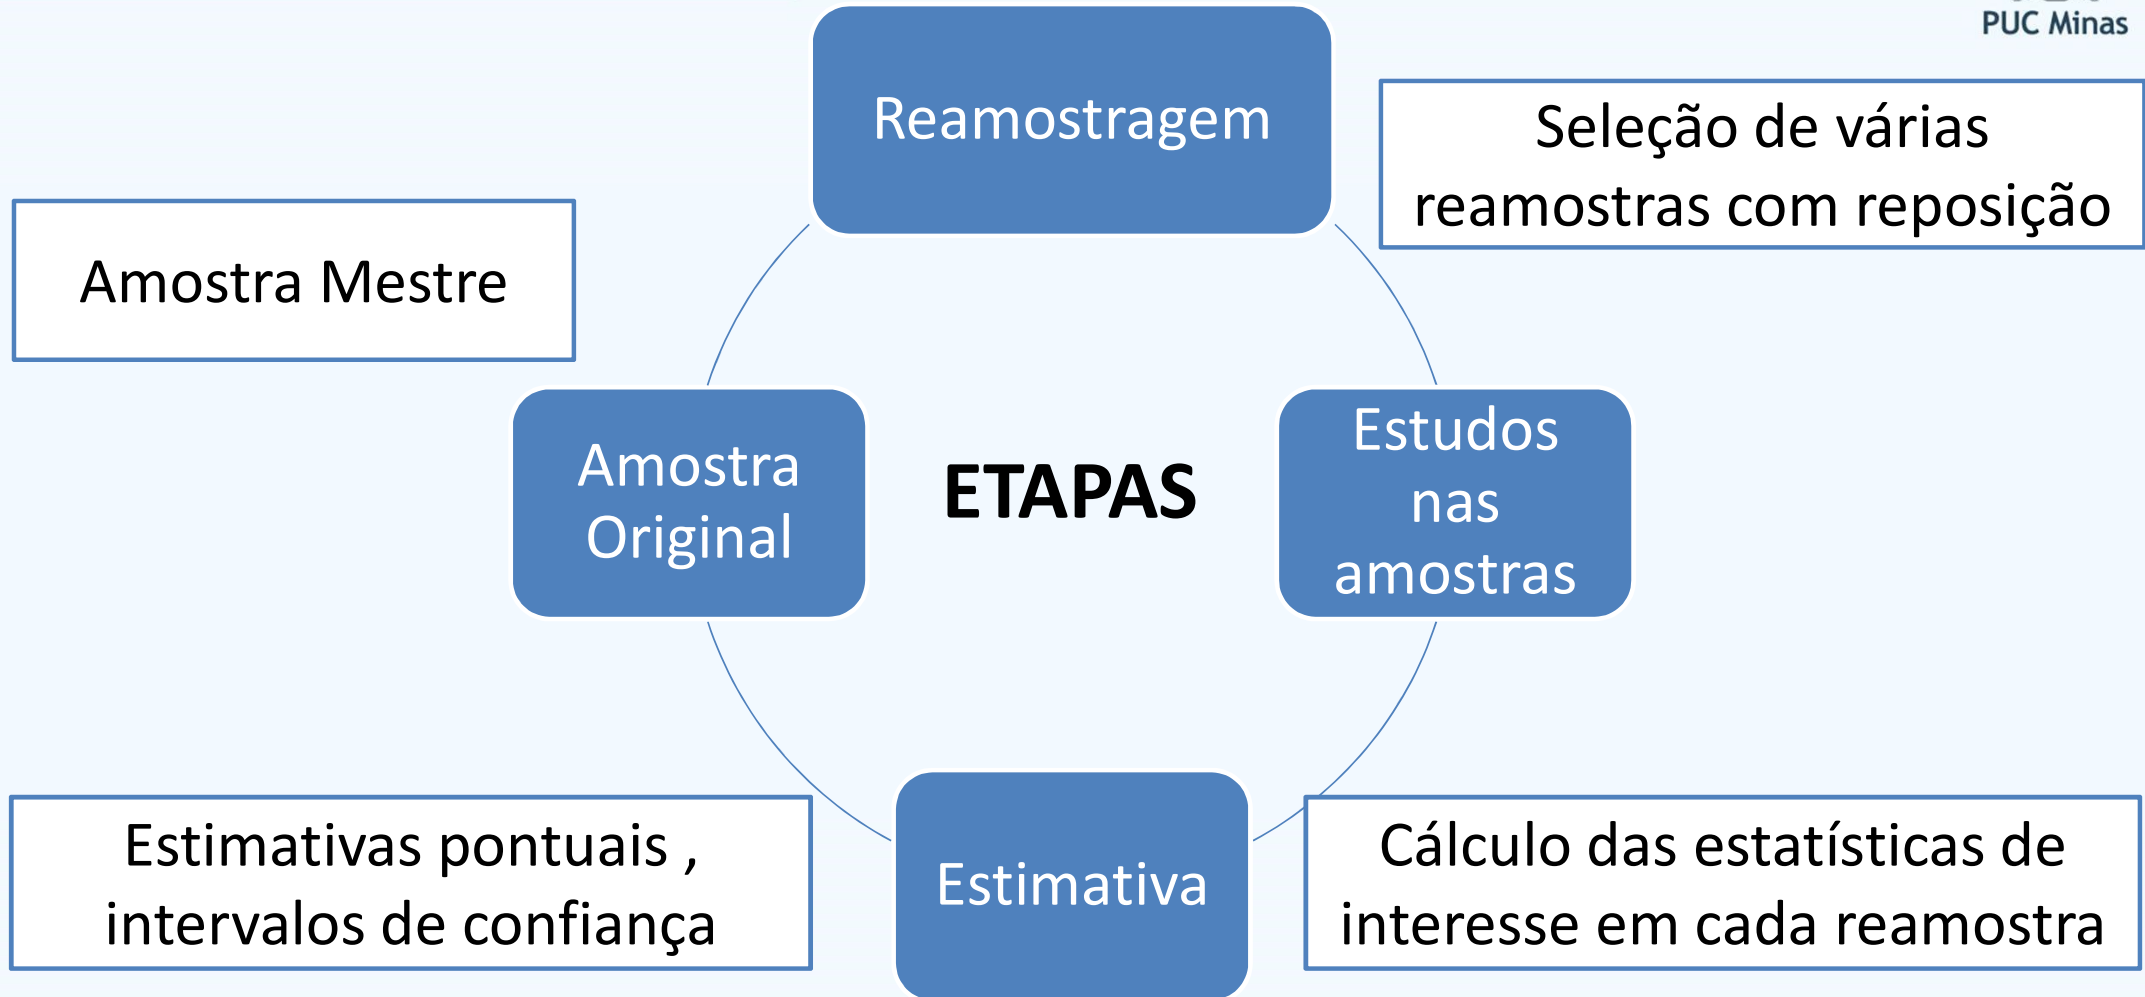 PUC Minas
Reamostragem
Seleção de várias
reamostras com reposição
Amostra Mestre
Amostra
Original
ETAPAS
Estudos
nas
amostras
Estimativas pontuais ,
intervalos de confiança
Estimativa
Cálculo das estatísticas de
interesse em cada reamostra